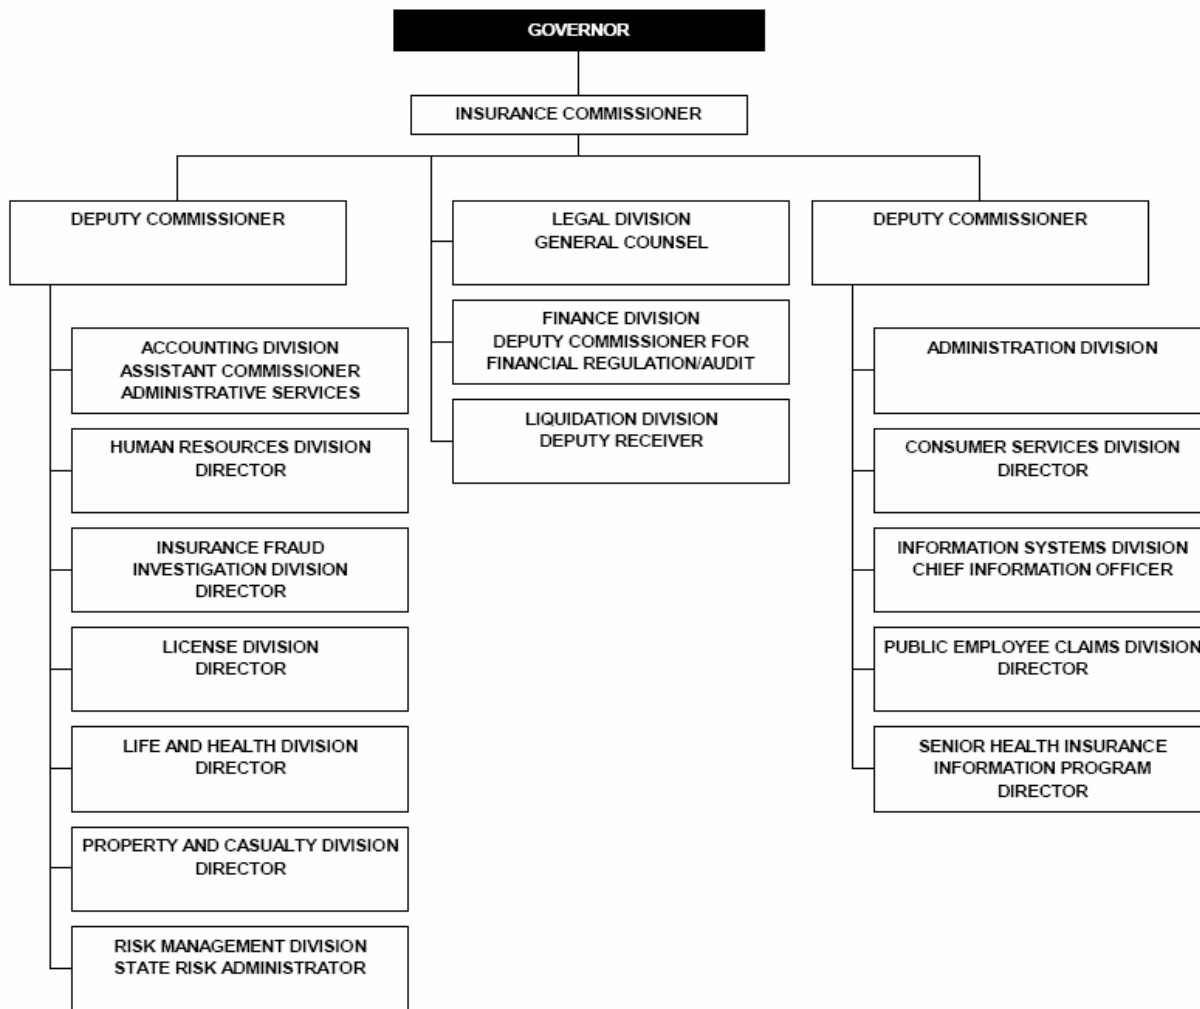 GOVERNOR
INSURANCE COMMISSIONER
DEPUTY COMMISSIONER
ACCOUNTING DIVISION
ASSISTANT COMMISSIONER
ADMINISTRATIVE SERVICES
HUMAN RESOURCES DIVISION
DIRECTOR
INSURANCE FRAUD
INVESTIGATION DIVISION
DIRECTOR
LICENSE DIVISION
DIRECTOR
LIFE AND HEALTH DIVISION
DIRECTOR
PROPERTY AND CASUALTY DIVISION
DIRECTOR
RISK MANAGEMENT DIVISION
STATE RISK ADMINISTRATOR
LEGAL DIVISION
GENERAL COUNSEL
FINANCE DIVISION
DEPUTY COMMISSIONER FOR
FINANCIAL REGULATION/AUDIT
LIQUIDATION DIVISION
DEPUTY RECEIVER
DEPUTY COMMISSIONER
ADMINISTRATION DIVISION
CONSUMER SERVICES DIVISION
DIRECTOR
INFORMATION SYSTEMS DIVISION
CHIEF INFORMATION OFFICER
PUBLIC EMPLOYEE CLAIMS DIVISION
DIRECTOR
SENIOR HEALTH INSURANCE
INFORMATION PROGRAM
DIRECTOR